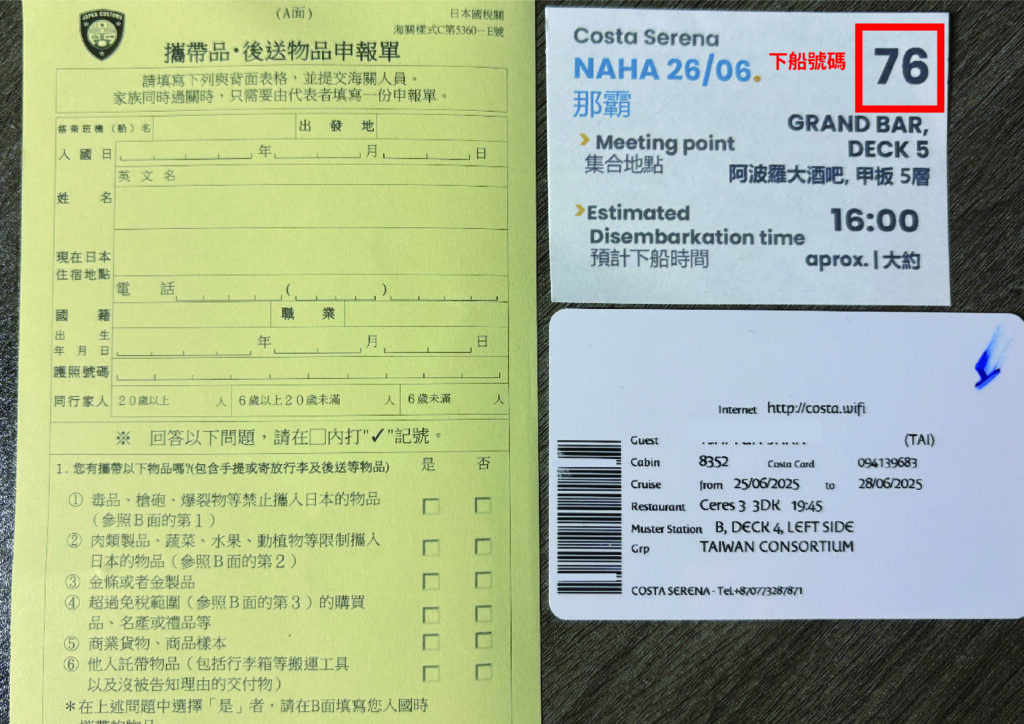 JAPAN CUSTOMS
(A面)
日本國稅關
海關樣式C第5360-E號
攜帶品・後送物品申報單
請填寫下列與背面表格，並提交海關人員。
家族同時過關時，只需要由代表者填寫一份申報單。
搭乘班機（船）名 出發地
入國日 年 月 日
英文名
姓名
現在日本
住宿地點
電話 ( )
國籍 職業
出生
年月日 年 月 日
護照號碼
同行家人 20歲以上 人 6歲以上20歲未滿 人 6歲未滿 人
※ 回答以下問題，請在□內打"✓"記號。
1. 您有攜帶以下物品嗎?(包含手提或寄放行李及後送等物品) 是 否
① 毒品、槍砲、爆裂物等禁止攜入日本的物品
（參照B面的第1）
② 肉類製品、蔬菜、水果、動植物等限制攜入
日本的物品（參照B面的第2）
③ 金條或者金製品
④ 超過免稅範圍（參照B面的第3）的購買
品、名產或禮品等
⑤ 商業貨物、商品樣本
⑥ 他人託帶物品（包括行李箱等搬運工具
以及沒被告知理由的交付物）
＊在上述問題中選擇「是」者，請在B面填寫您入國時
Costa Serena
NAHA 26/06.
那霸
下船號碼
76
GRAND BAR,
DECK 5
Meeting point
集合地點
阿波羅大酒吧, 甲板 5層
Estimated
Disembarkation time
預計下船時間
16:00
aprox. | 大約
Internet http://costa.wifi
Guest (TAI)
Cabin 8352 Costa Card 094139683
Cruise from 25/06/2025 to 28/06/2025
Restaurant Ceres 3 3DK 19:45
Muster Station B, DECK 4, LEFT SIDE
Grp TAIWAN CONSORTIUM
COSTA SERENA - Tel.+870773287871